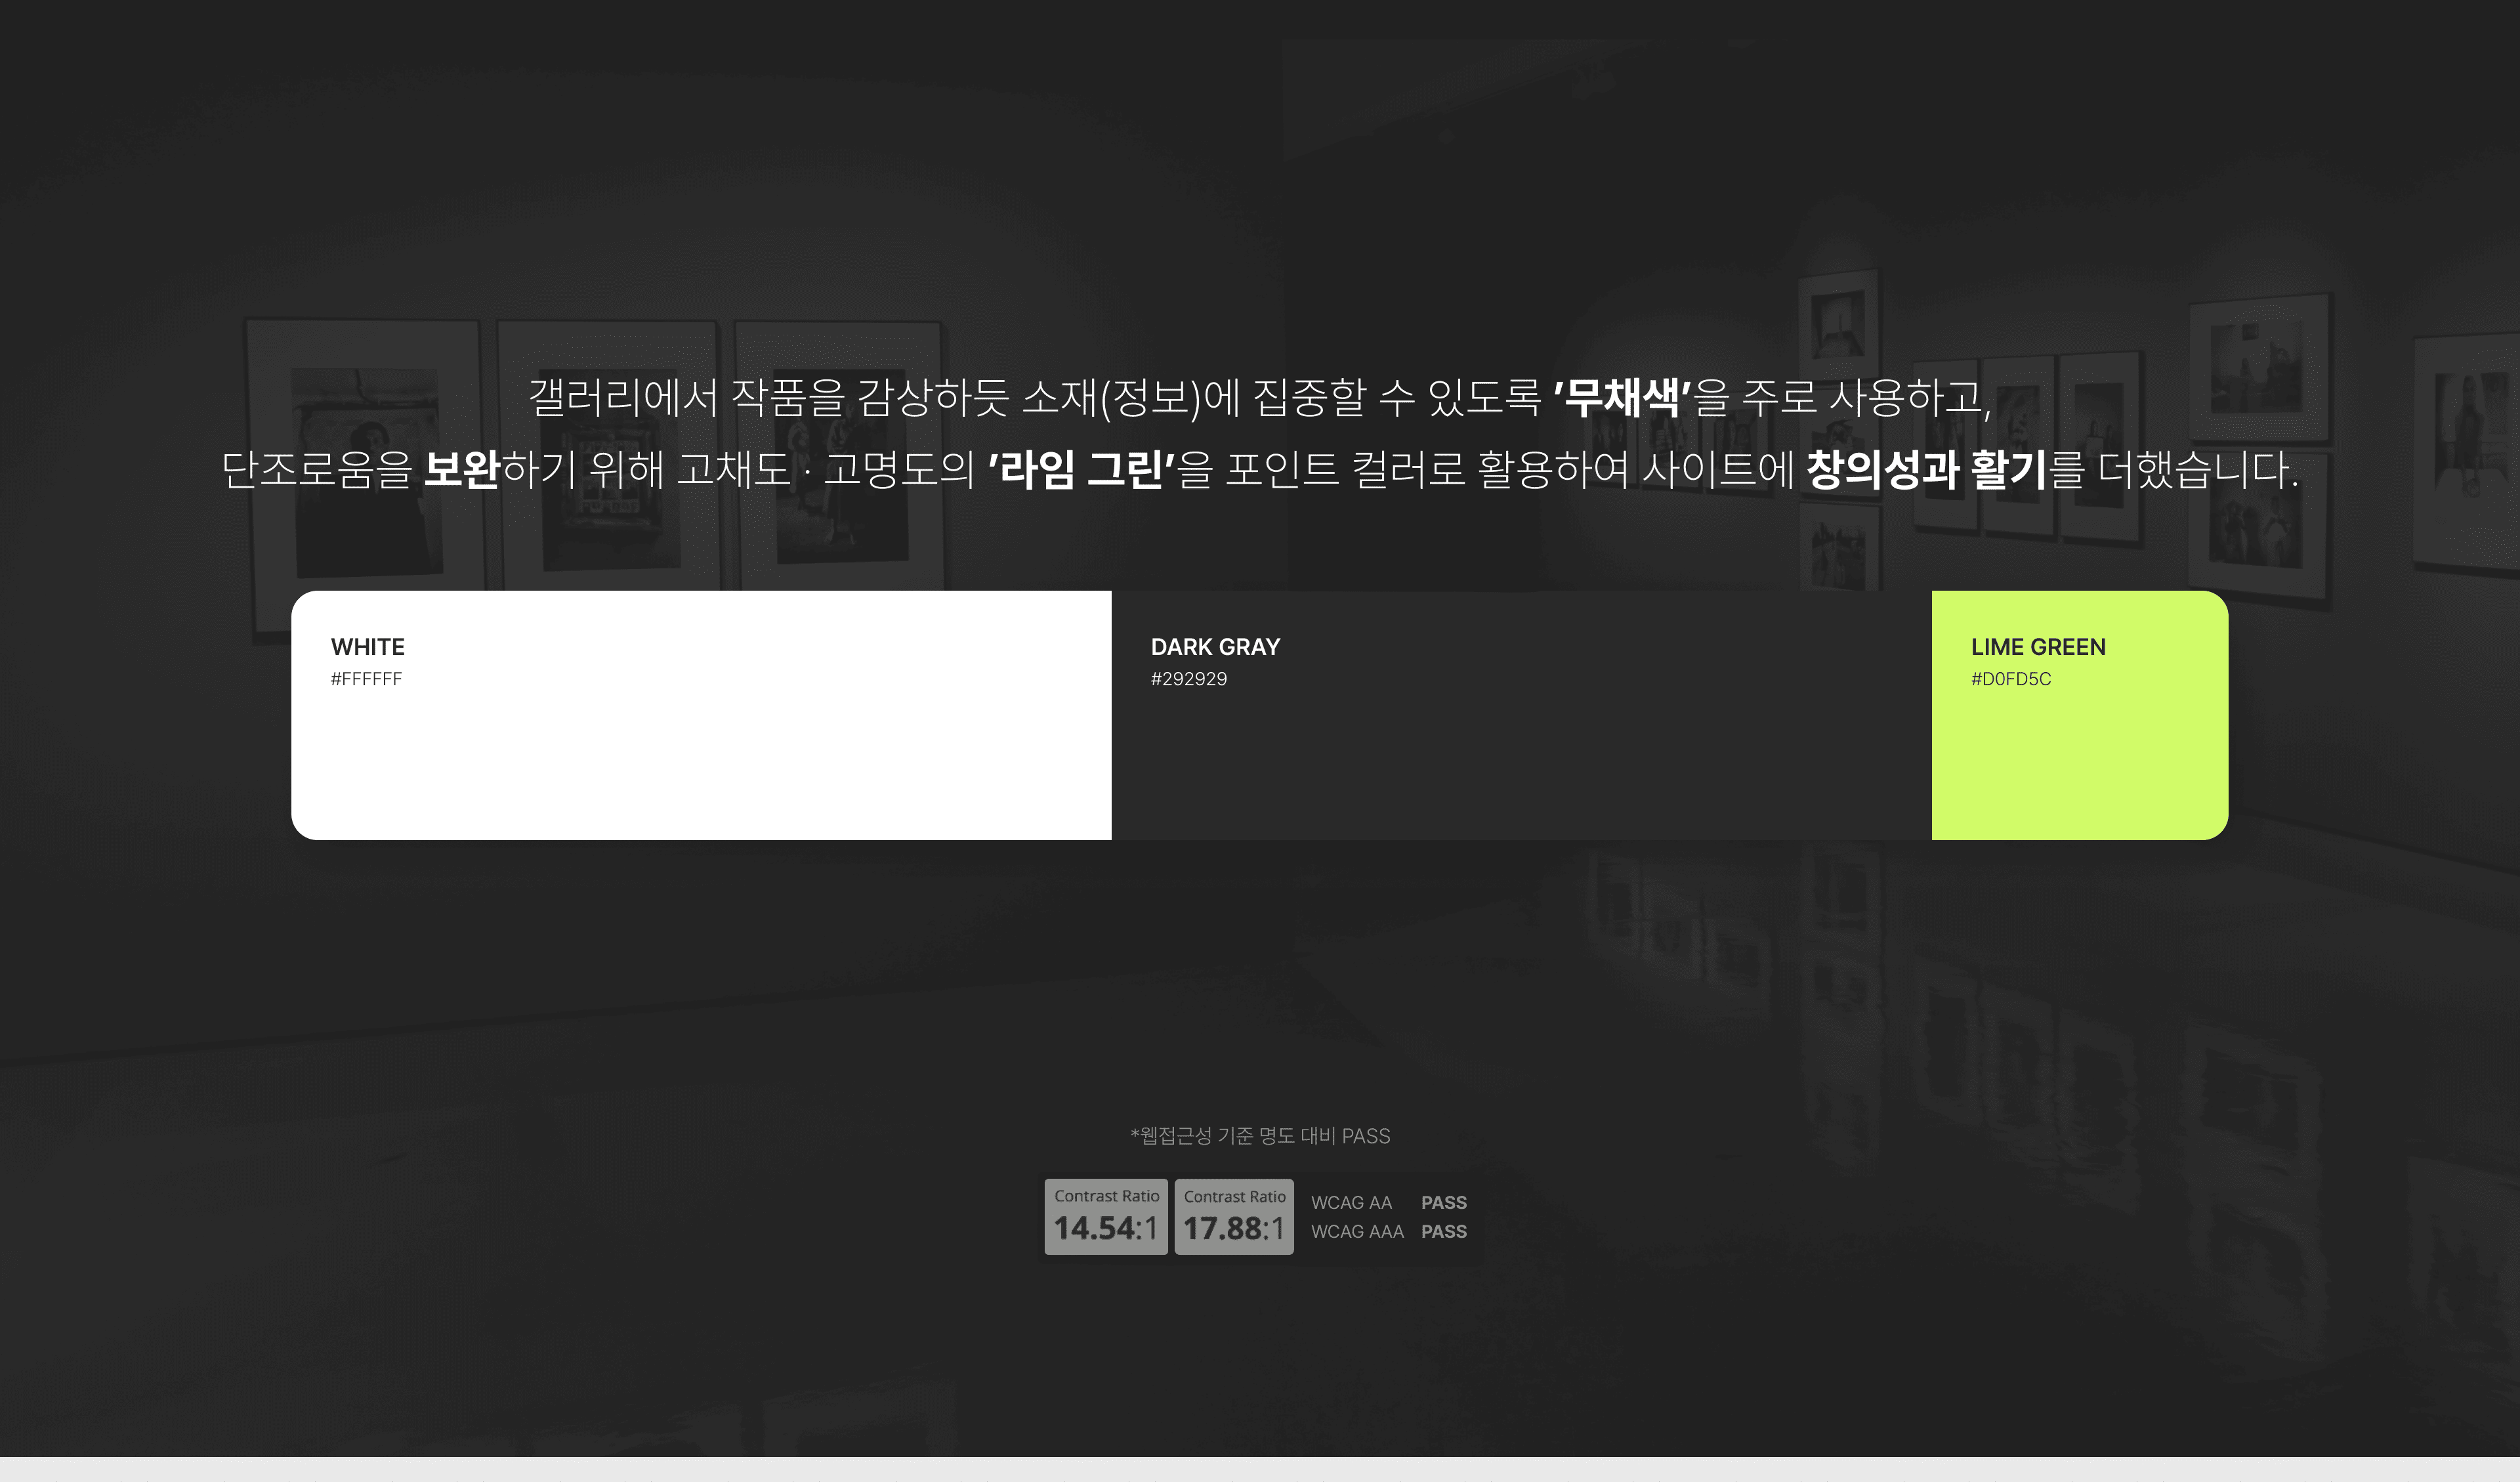 갤러리에서 작품을 감상하듯 소재(정보)에 집중할 수 있도록 ’무채색’을 주로 사용하고,
단조로움을 보완하기 위해 고채도 · 고명도의 ’라임 그린’을 포인트 컬러로 활용하여 사이트에 창의성과 활기를 더했습니다.
WHITE
#FFFFFF
DARK GRAY
#292929
LIME GREEN
#D0FD5C
*웹접근성 기준 명도 대비 PASS
Contrast Ratio
14.54:1
Contrast Ratio
17.88:1
WCAG AA PASS
WCAG AAA PASS